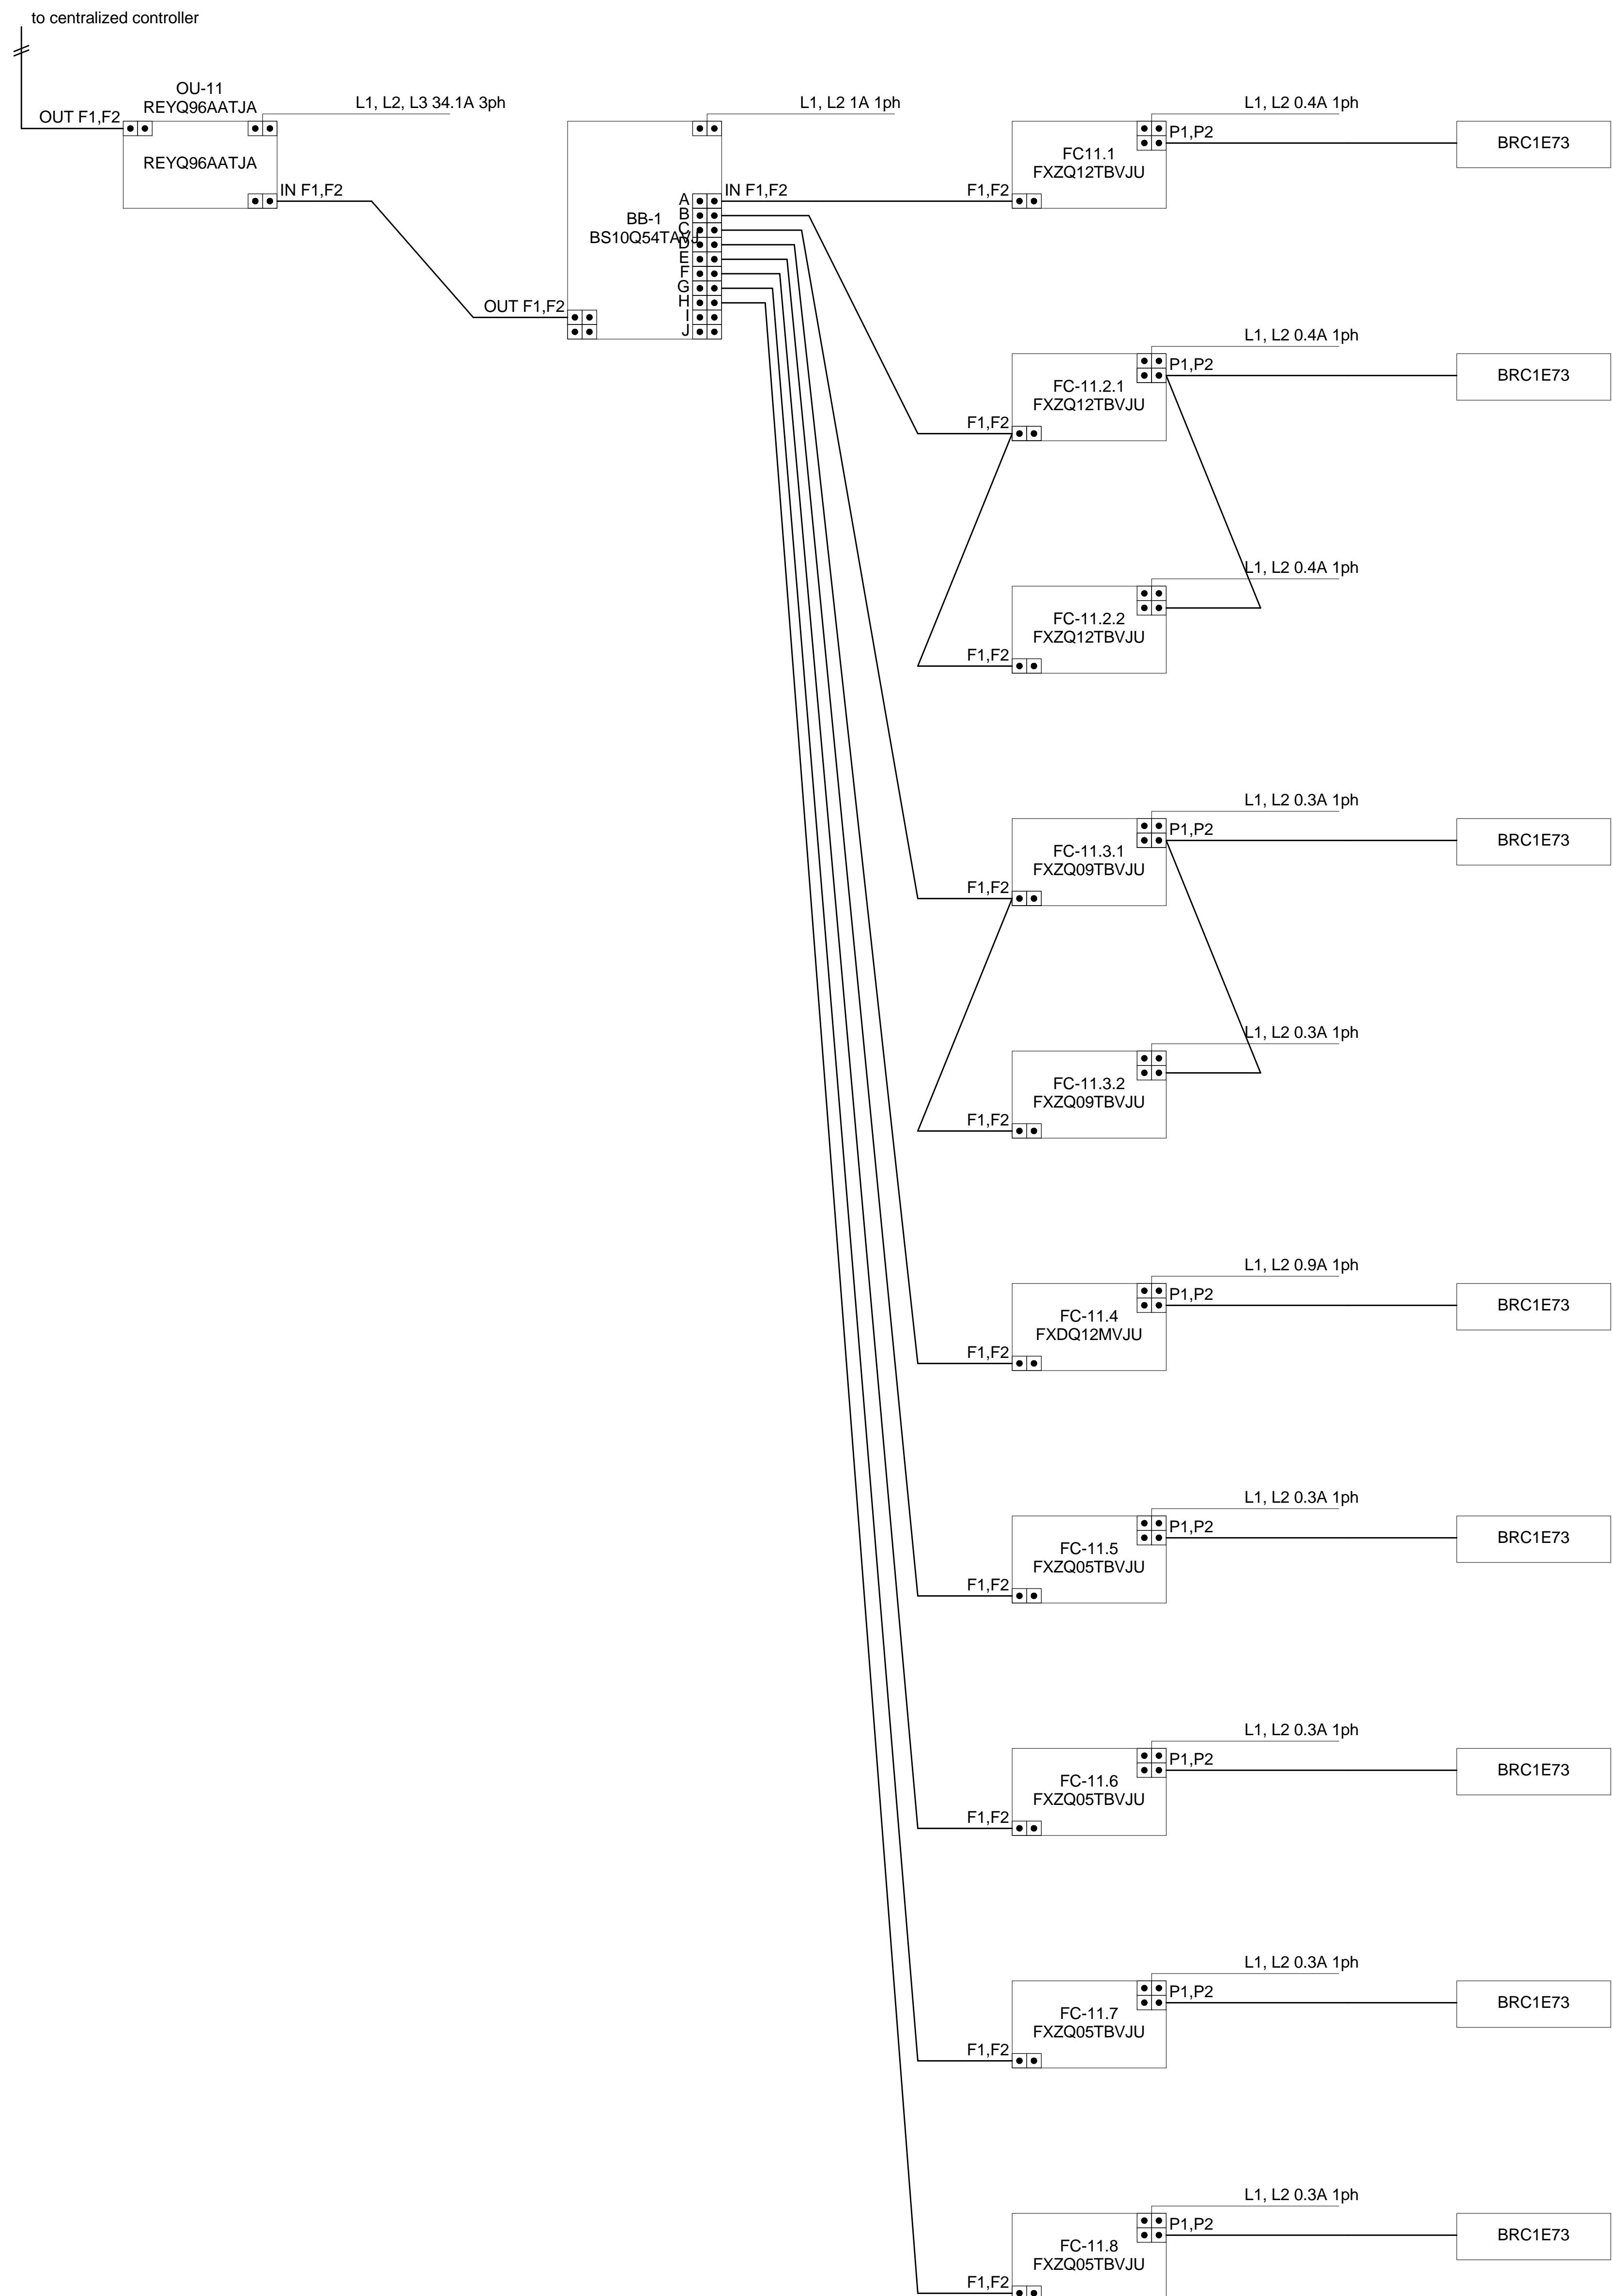 to centralized controller
OU-11
REYQ96AATJA
L1, L2, L3 34.1A 3ph
OUT F1,F2
REYQ96AATJA
IN F1,F2
L1, L2 1A 1ph
BB-1
BS10Q54TAVJ
A
B
C
D
E
F
G
H
I
J
IN F1,F2
OUT F1,F2
L1, L2 0.4A 1ph
P1,P2
FC11.1
FXZQ12TBVJU
F1,F2
BRC1E73
L1, L2 0.4A 1ph
P1,P2
FC-11.2.1
FXZQ12TBVJU
F1,F2
BRC1E73
L1, L2 0.4A 1ph
FC-11.2.2
FXZQ12TBVJU
F1,F2
L1, L2 0.3A 1ph
P1,P2
FC-11.3.1
FXZQ09TBVJU
F1,F2
BRC1E73
L1, L2 0.3A 1ph
FC-11.3.2
FXZQ09TBVJU
F1,F2
L1, L2 0.9A 1ph
P1,P2
FC-11.4
FXDQ12MVJU
F1,F2
BRC1E73
L1, L2 0.3A 1ph
P1,P2
FC-11.5
FXZQ05TBVJU
F1,F2
BRC1E73
L1, L2 0.3A 1ph
P1,P2
FC-11.6
FXZQ05TBVJU
F1,F2
BRC1E73
L1, L2 0.3A 1ph
P1,P2
FC-11.7
FXZQ05TBVJU
F1,F2
BRC1E73
L1, L2 0.3A 1ph
P1,P2
FC-11.8
FXZQ05TBVJU
F1,F2
BRC1E73